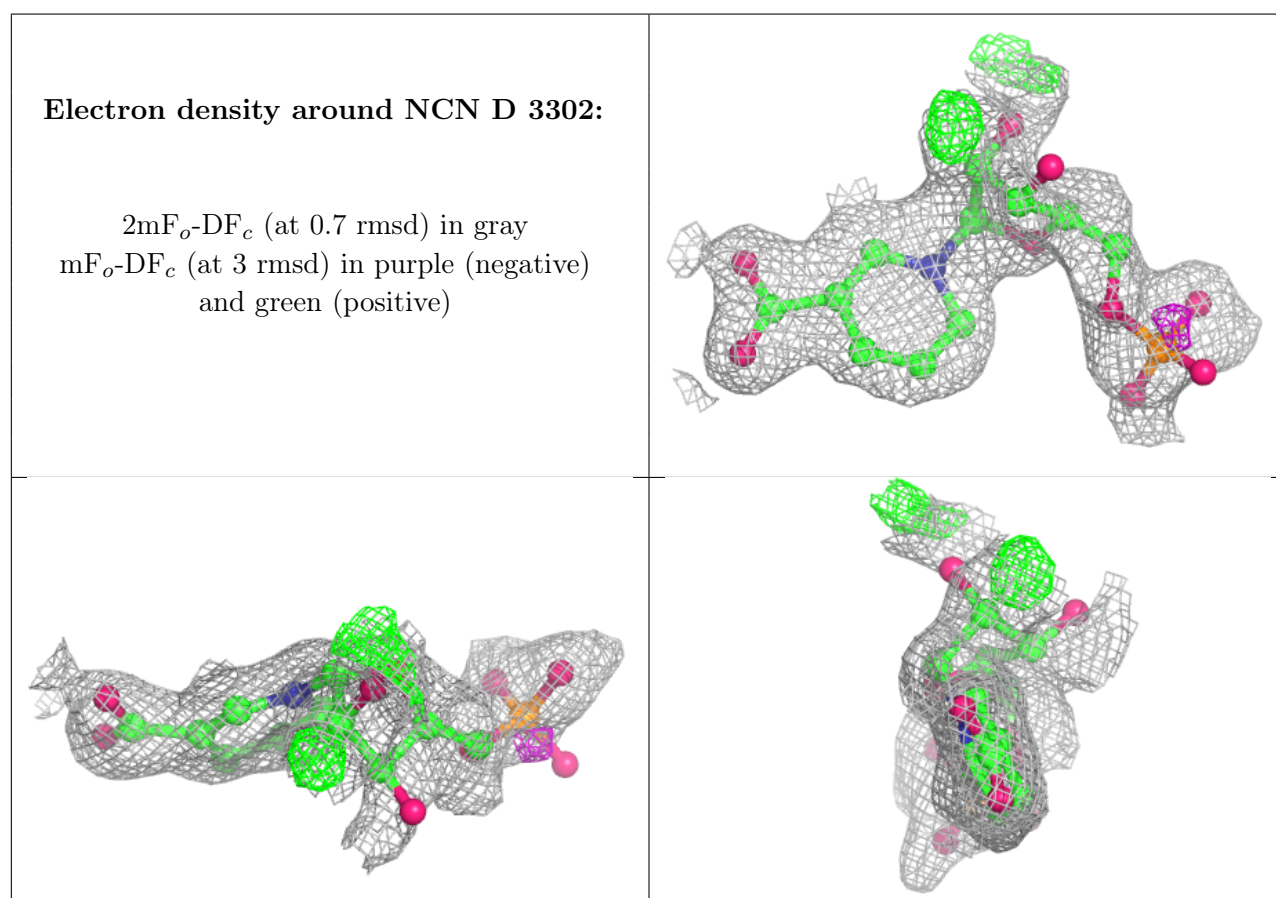 Electron density around NCN D 3302:
2mFo-DFc (at 0.7 rmsd) in gray
mFo-DFc (at 3 rmsd) in purple (negative)
and green (positive)